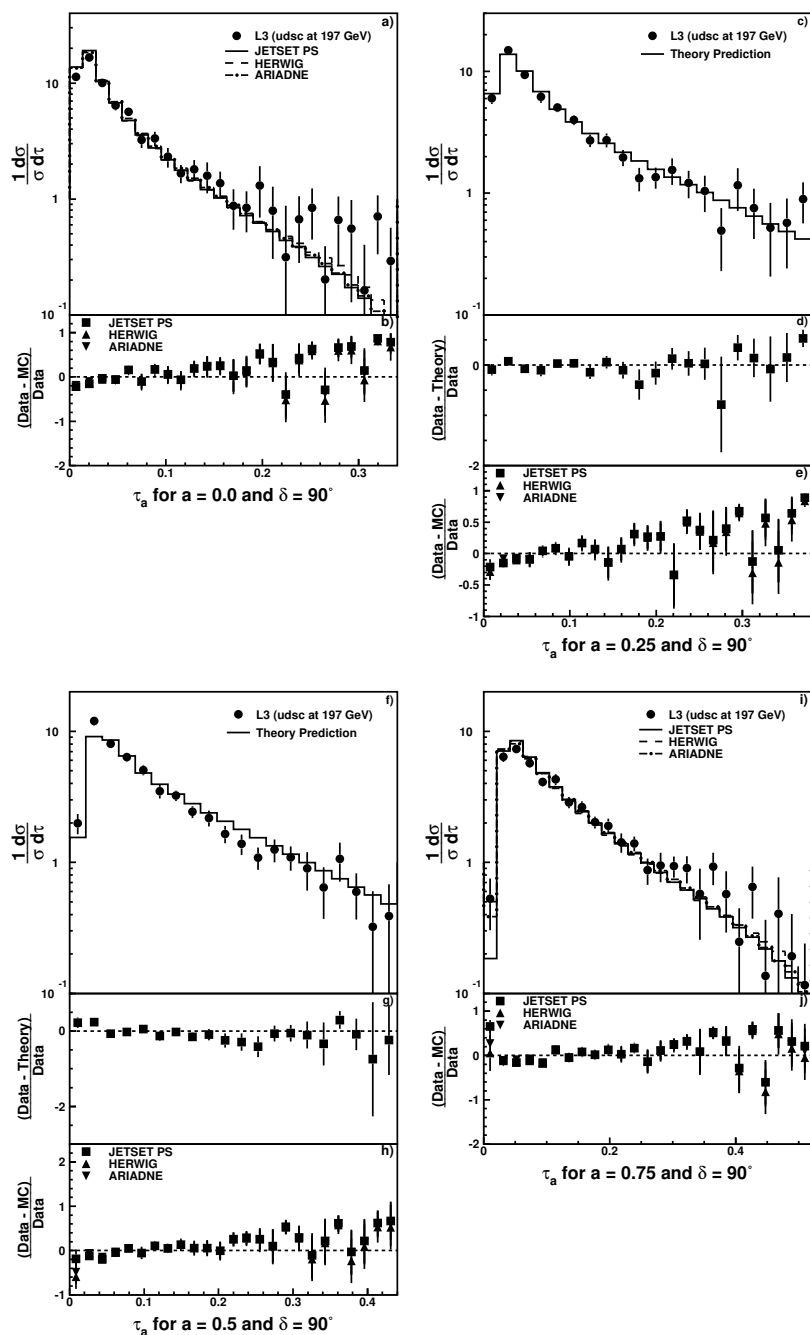 a)
L3 (udsc at 197 GeV)
JETSET PS
HERWIG
ARIADNE
10
1
10 -1
1 dσ
σ dτ
b)
JETSET PS
HERWIG
ARIADNE
1
0
-1
-2
(Data - MC)
Data
0 0.1 0.2 0.3
τa for a = 0.0 and δ = 90°
c)
L3 (udsc at 197 GeV)
Theory Prediction
10
1
10 -1
1 dσ
σ dτ
d)
0
-2
(Data - Theory)
Data
e)
JETSET PS
HERWIG
ARIADNE
1
0.5
0
-0.5
-1
(Data - MC)
Data
0 0.1 0.2 0.3
τa for a = 0.25 and δ = 90°
f)
L3 (udsc at 197 GeV)
Theory Prediction
10
1
10 -1
1 dσ
σ dτ
g)
0
-2
(Data - Theory)
Data
h)
JETSET PS
HERWIG
ARIADNE
2
1
0
-1
(Data - MC)
Data
0 0.1 0.2 0.3 0.4
τa for a = 0.5 and δ = 90°
i)
L3 (udsc at 197 GeV)
JETSET PS
HERWIG
ARIADNE
10
1
10 -1
1 dσ
σ dτ
j)
JETSET PS
HERWIG
ARIADNE
1
0
-1
-2
(Data - MC)
Data
0 0.2 0.4
τa for a = 0.75 and δ = 90°